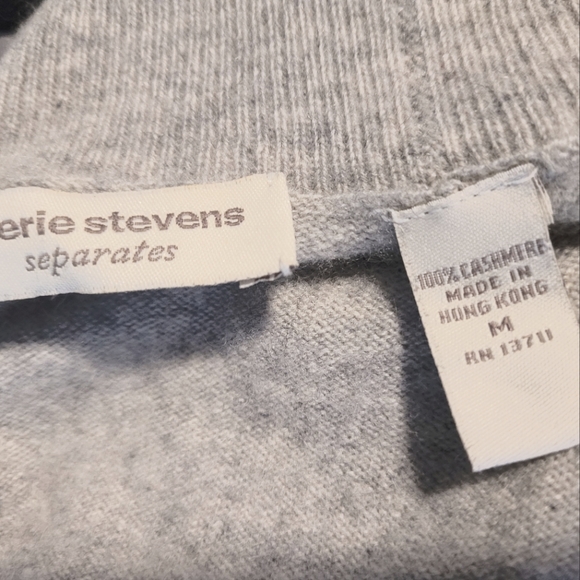 erie stevens
separates
100% CASHMERE
MADE IN
HONG KONG
M
RN 13711